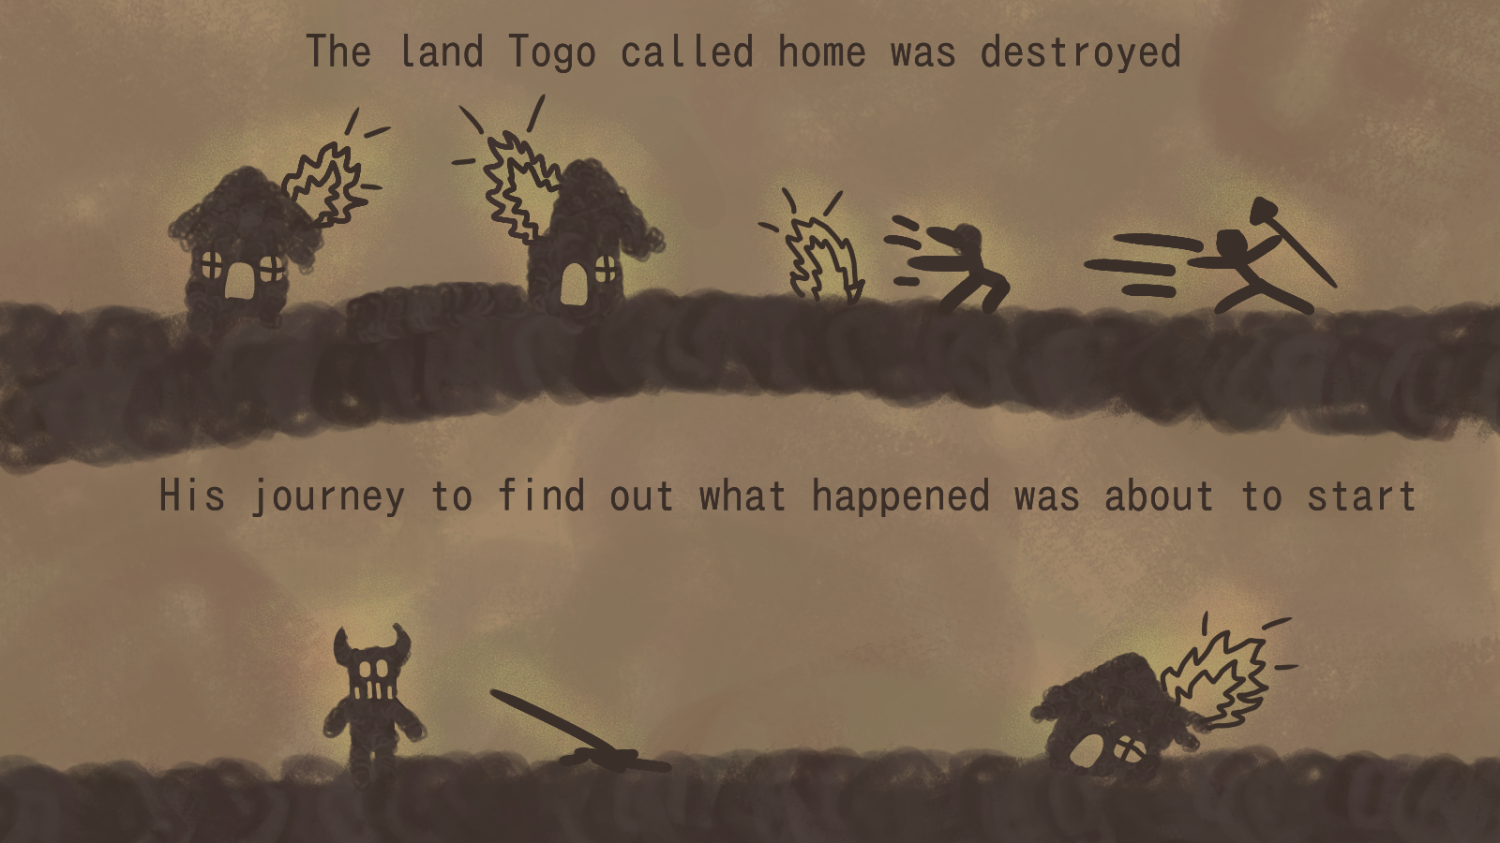 The land Togo called home was destroyed
His journey to find out what happened was about to start